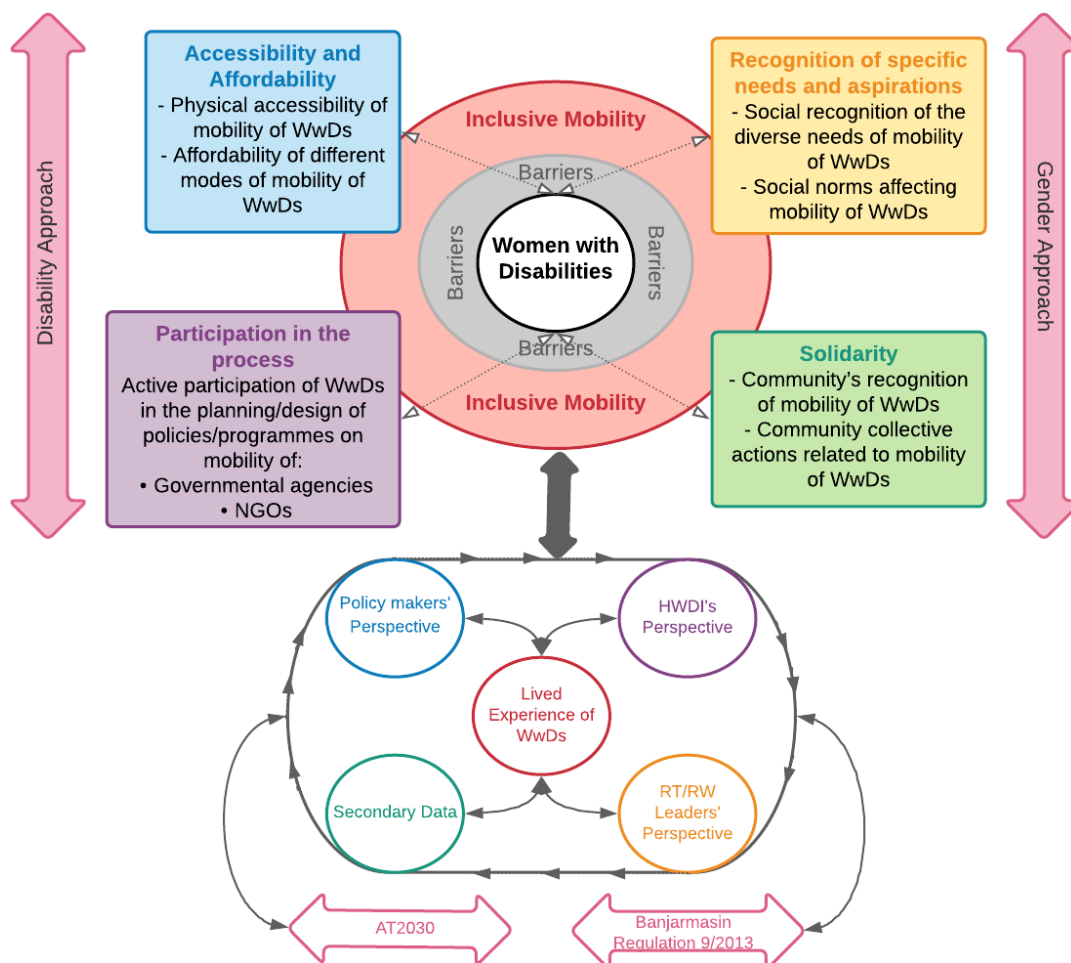 Disability Approach
Accessibility and
Affordability
- Physical accessibility of
mobility of WwDs
- Affordability of different
modes of mobility of
WwDs
Inclusive Mobility
Barriers
Barriers
Women with
Disabilities
Barriers
Barriers
Inclusive Mobility
Recognition of specific
needs and aspirations
- Social recognition of the
diverse needs of mobility
of WwDs
- Social norms affecting
mobility of WwDs
Gender Approach
Participation in the
process
Active participation of WwDs
in the planning/design of
policies/programmes on
mobility of:
• Governmental agencies
• NGOs
Solidarity
- Community's recognition
of mobility of WwDs
- Community collective
actions related to mobility
of WwDs
Policy makers'
Perspective
HWDI's
Perspective
Lived
Experience of
WwDs
Secondary Data
RT/RW
Leaders'
Perspective
AT2030
Banjarmasin
Regulation 9/2013